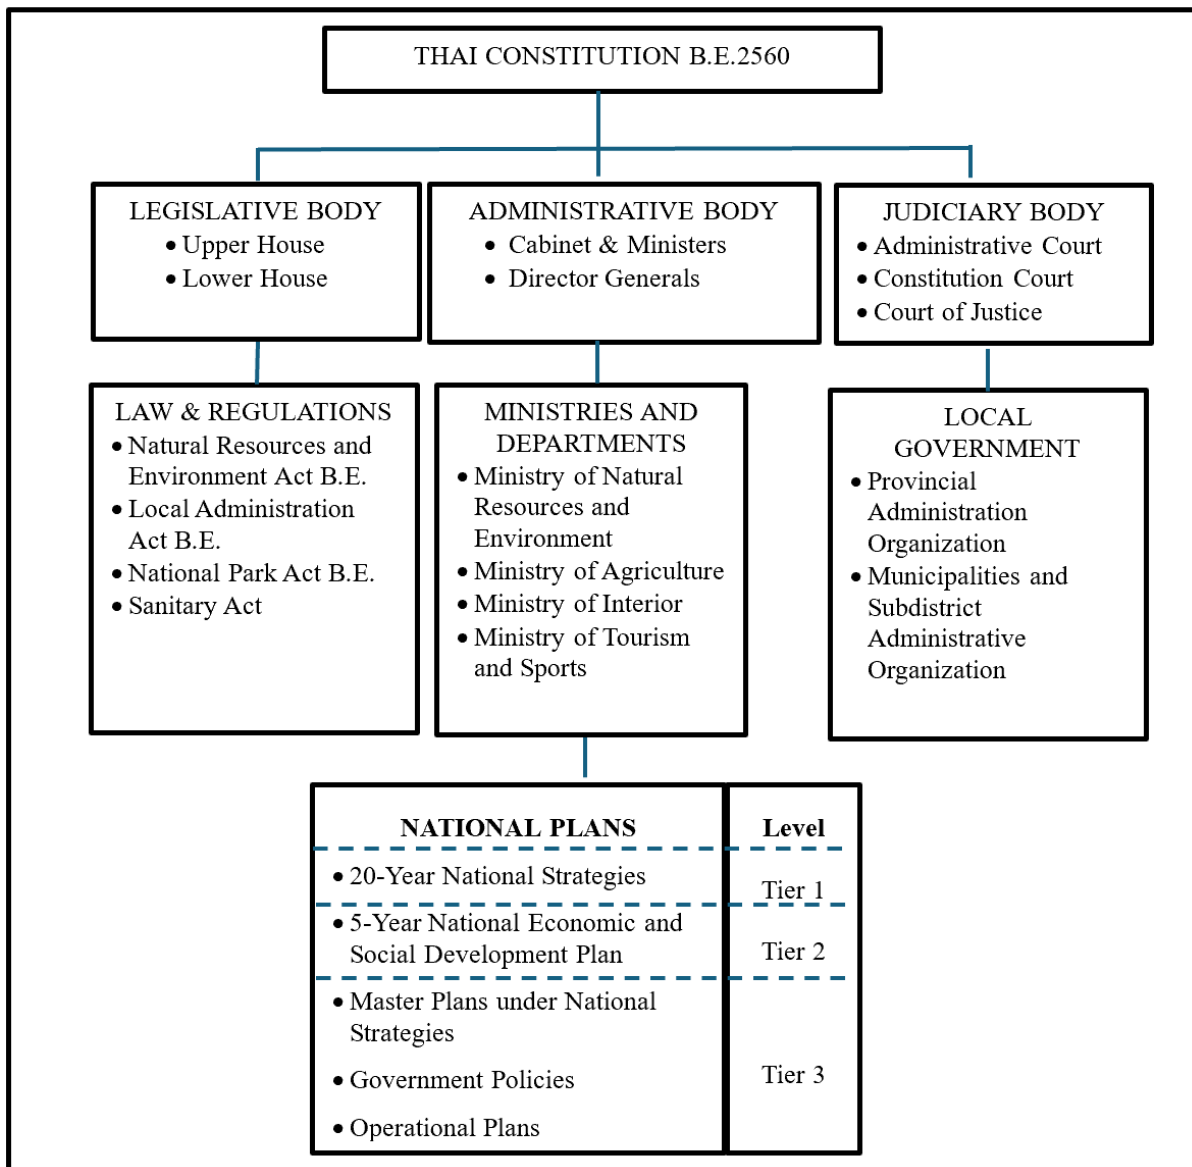 THAI CONSTITUTION B.E.2560
LEGISLATIVE BODY
• Upper House
• Lower House
ADMINISTRATIVE BODY
• Cabinet & Ministers
• Director Generals
JUDICIARY BODY
• Administrative Court
• Constitution Court
• Court of Justice
LAW & REGULATIONS
• Natural Resources and
Environment Act B.E.
• Local Administration
Act B.E.
• National Park Act B.E.
• Sanitary Act
MINISTRIES AND
DEPARTMENTS
• Ministry of Natural
Resources and
Environment
• Ministry of Agriculture
• Ministry of Interior
• Ministry of Tourism
and Sports
LOCAL
GOVERNMENT
• Provincial
Administration
Organization
• Municipalities and
Subdistrict
Administrative
Organization
NATIONAL PLANS
Level
• 20-Year National Strategies
Tier 1
• 5-Year National Economic and
Social Development Plan
Tier 2
• Master Plans under National
Strategies
• Government Policies
Tier 3
• Operational Plans